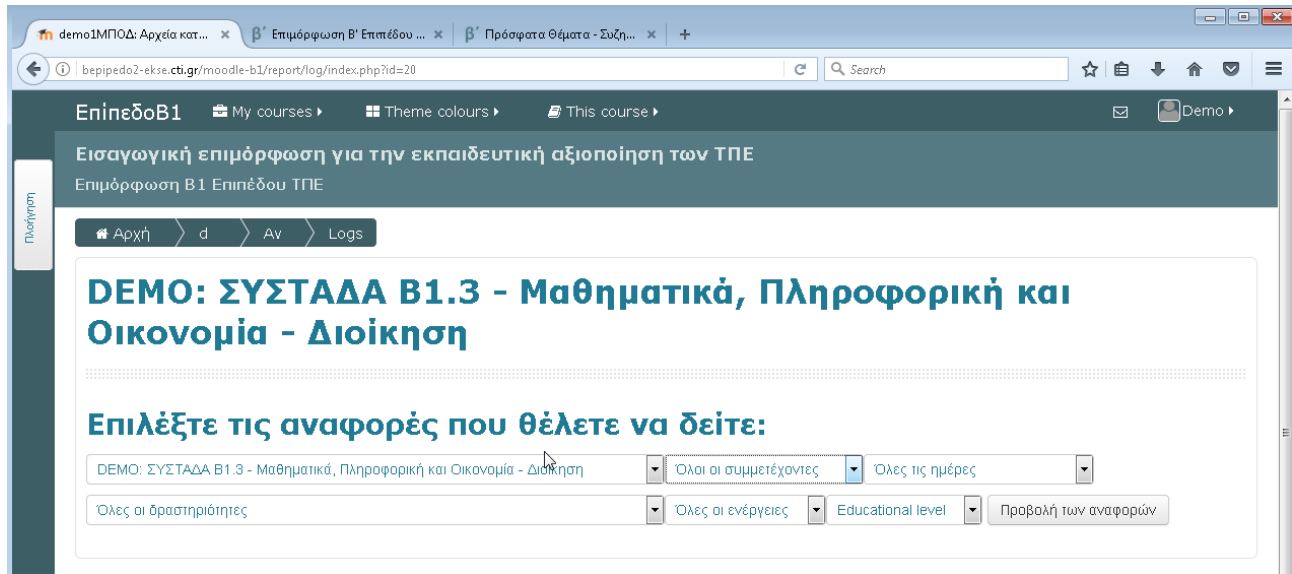 demo1ΜΠΟΔ: Αρχεία κατ... × β΄ Επιμόρφωση Β' Επιπέδου ... × β΄ Πρόσφατα Θέματα - Συζη... × +
bepipedo2-ekse.cti.gr/moodle-b1/report/log/index.php?id=20 Search
ΕπίπεδοΒ1 My courses Theme colours This course Demo
Εισαγωγική επιμόρφωση για την εκπαιδευτική αξιοποίηση των ΤΠΕ
Επιμόρφωση Β1 Επιπέδου ΤΠΕ
Πλοήγηση
Αρχή d Αν Logs
DEMO: ΣΥΣΤΑΔΑ Β1.3 - Μαθηματικά, Πληροφορική και
Οικονομία - Διοίκηση
Επιλέξτε τις αναφορές που θέλετε να δείτε:
DEMO: ΣΥΣΤΑΔΑ Β1.3 - Μαθηματικά, Πληροφορική και Οικονομία - Διοίκηση Όλοι οι συμμετέχοντες Όλες τις ημέρες
Όλες οι δραστηριότητες Όλες οι ενέργειες Educational level Προβολή των αναφορών